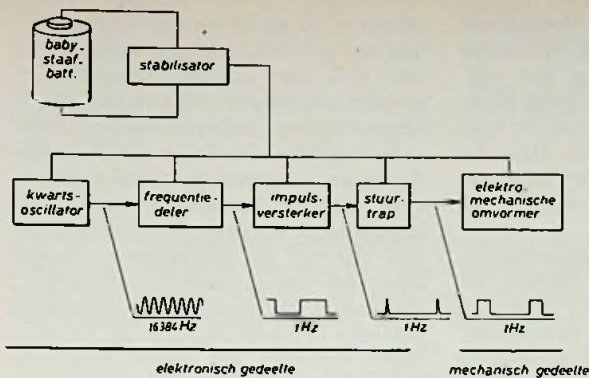 baby-
staaf-
batt.
stabilisator
kwarts-
oscillator
frequentie-
deler
impuls-
versterker
stuur-
trap
elektro-
mechanische
omvormer
16384 Hz
1Hz
1Hz
1Hz
elektronisch gedeelte
mechanisch gedeelte